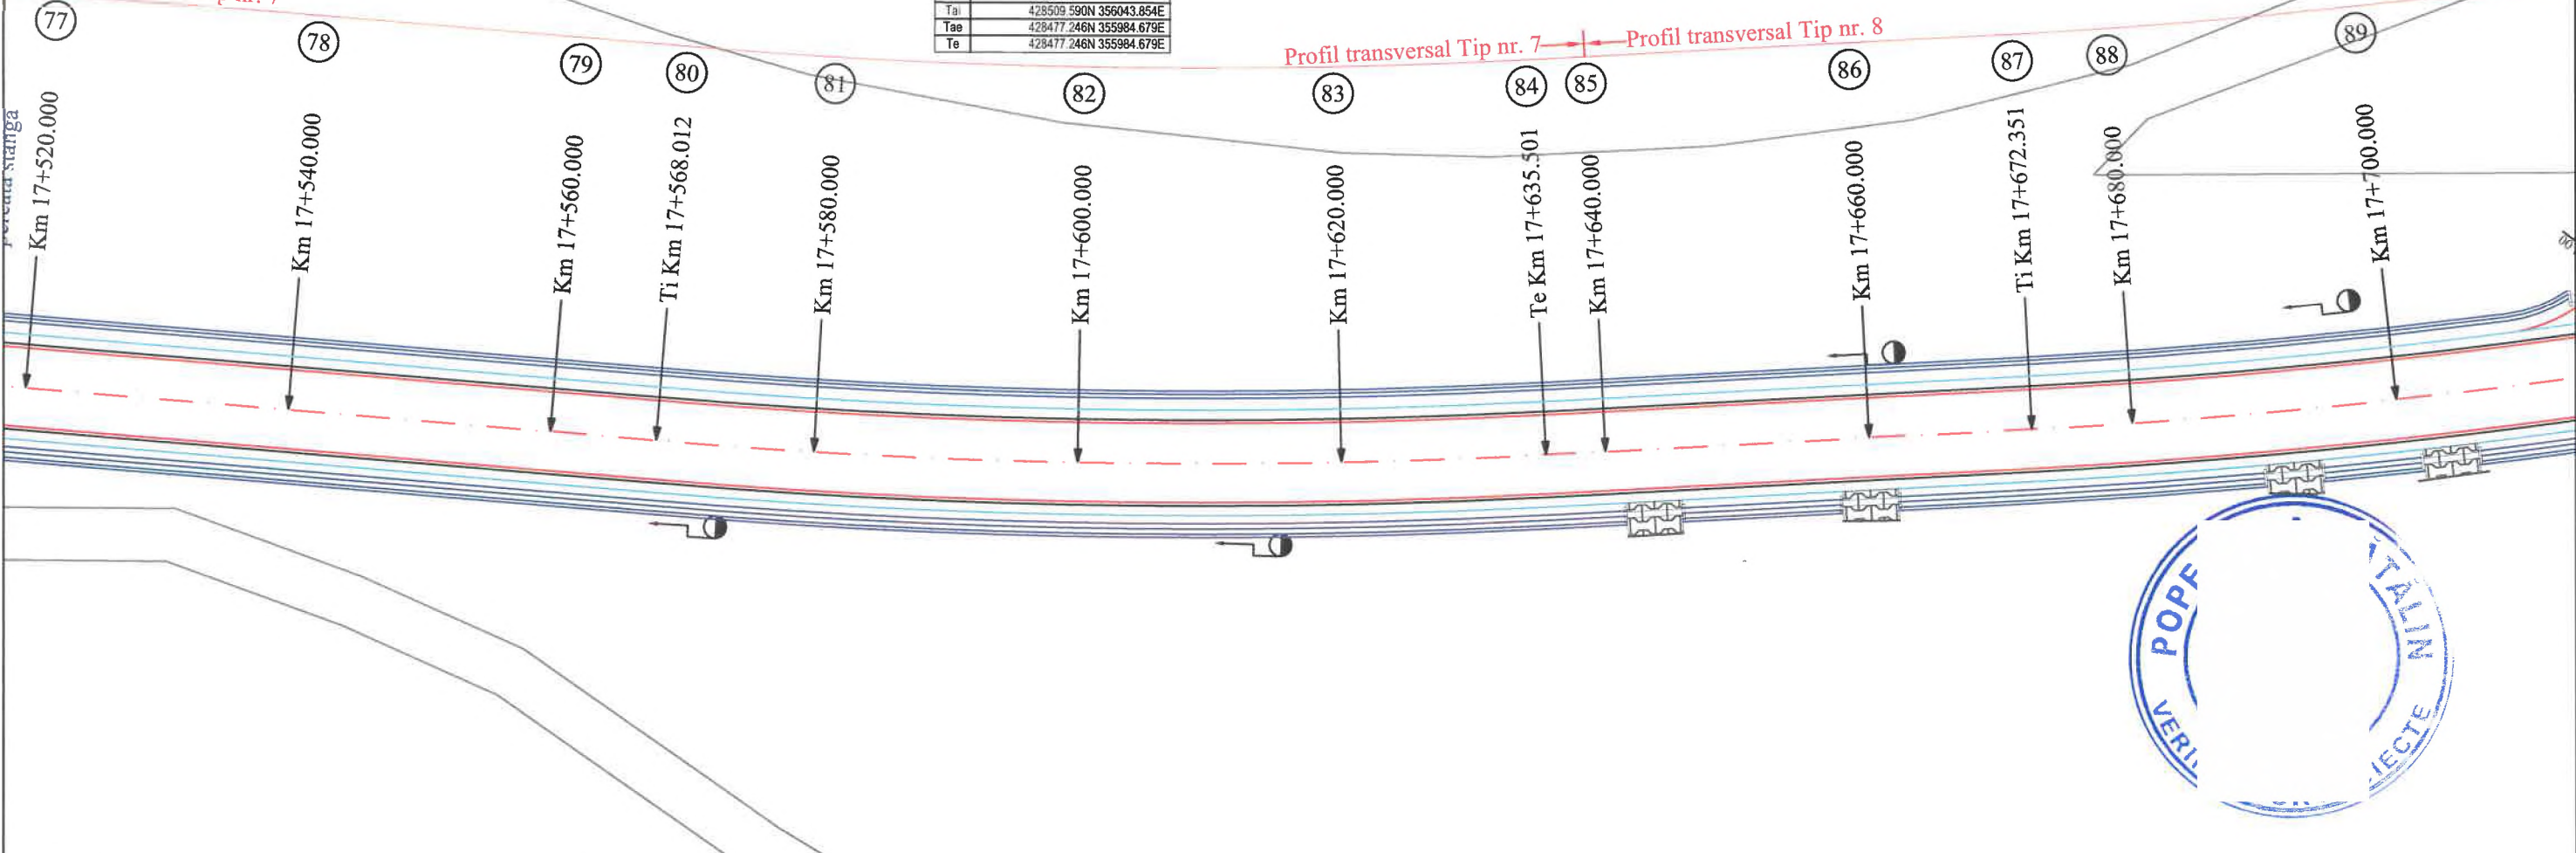 nr. 7
Tai 428509.590N 356043.854E
Tae 428477.246N 355984.679E
Te 428477.246N 355984.679E
Profil transversal Tip nr. 7
Profil transversal Tip nr. 8
77
78
79
80
81
82
83
84
85
86
87
88
89
stanga
Km 17+520.000
Km 17+540.000
Km 17+560.000
Ti Km 17+568.012
Km 17+580.000
Km 17+600.000
Km 17+620.000
Te Km 17+635.501
Km 17+640.000
Km 17+660.000
Ti Km 17+672.351
Km 17+680.000
Km 17+700.000